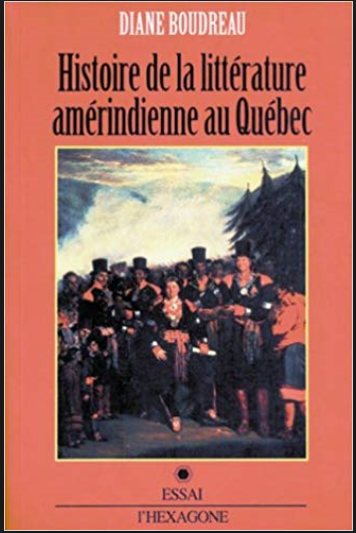 DIANE BOUDREAU
Histoire de la littérature
amérindienne au Québec
ESSAI
l'HEXAGONE